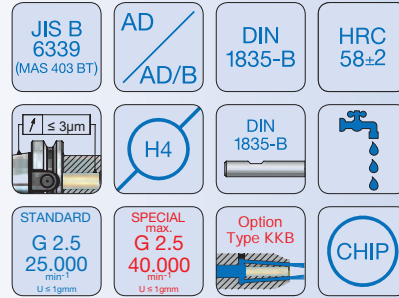 JIS B
6339
(MAS 403 BT)
AD
AD/B
DIN
1835-B
HRC
58±2
↗ ≤ 3µm
H4
DIN
1835-B
STANDARD
G 2.5
25.000
min⁻¹
U ≤ 1gmm
SPECIAL
max.
G 2.5
40.000
min⁻¹
U ≤ 1gmm
Option
Type KKB
CHIP